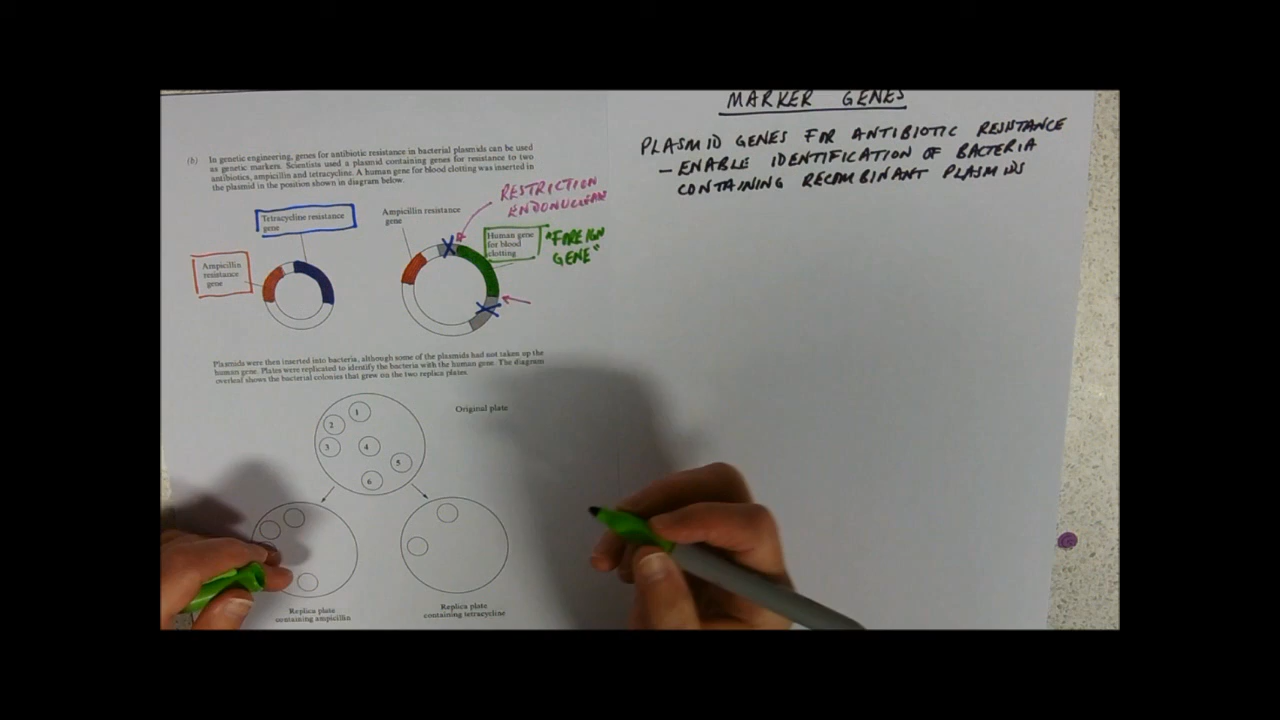 MARKER GENES
PLASMID GENES FOR ANTIBIOTIC RESISTANCE
- ENABLE IDENTIFICATION OF BACTERIA
CONTAINING RECOMBINANT PLASMIDS
(b) In genetic engineering, genes for antibiotic resistance in bacterial plasmids can be used
as genetic markers. Scientists used a plasmid containing genes for resistance to two
antibiotics, ampicillin and tetracycline. A human gene for blood clotting was inserted in
the plasmid in the position shown in diagram below.
RESTRICTION
Tetracycline resistance
gene
Ampicillin resistance
gene
Human gene
for blood
clotting
"FOREIGN
GENE"
Ampicillin
resistance
gene
Plasmids were then inserted into bacteria, although some of the plasmids had not taken up the
human gene. Plates were replicated to identify the bacteria with the human gene. The diagram
overleaf shows the bacterial colonies that grew on the two replica plates.
Original plate
1
2
3
4
5
6
Replica plate
containing ampicillin
Replica plate
containing tetracycline